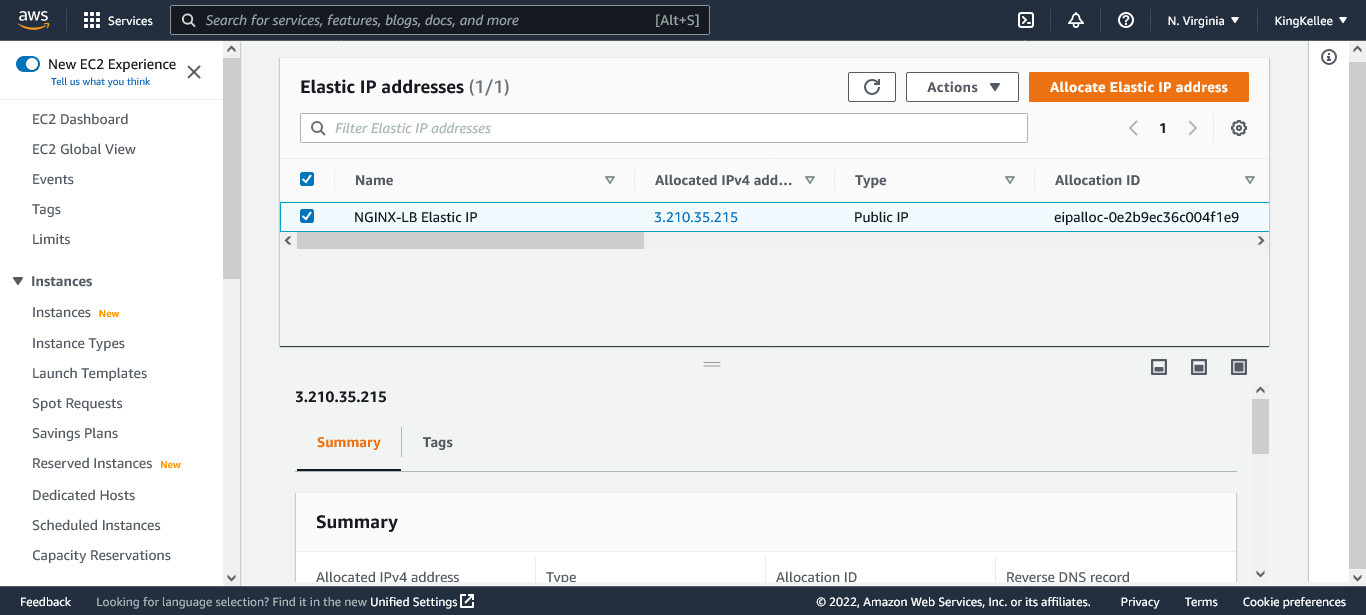 aws
Services
Search for services, features, blogs, docs, and more [Alt+S]
N. Virginia
KingKellee
New EC2 Experience
Tell us what you think
EC2 Dashboard
EC2 Global View
Events
Tags
Limits
Instances
Instances New
Instance Types
Launch Templates
Spot Requests
Savings Plans
Reserved Instances New
Dedicated Hosts
Scheduled Instances
Capacity Reservations
Elastic IP addresses (1/1)
Actions
Allocate Elastic IP address
Filter Elastic IP addresses
1
Name Allocated IPv4 add... Type Allocation ID
NGINX-LB Elastic IP 3.210.35.215 Public IP eipalloc-0e2b9ec36c004f1e9
3.210.35.215
Summary Tags
Summary
Allocated IPv4 address Type Allocation ID Reverse DNS record
Feedback Looking for language selection? Find it in the new Unified Settings © 2022, Amazon Web Services, Inc. or its affiliates. Privacy Terms Cookie preferences